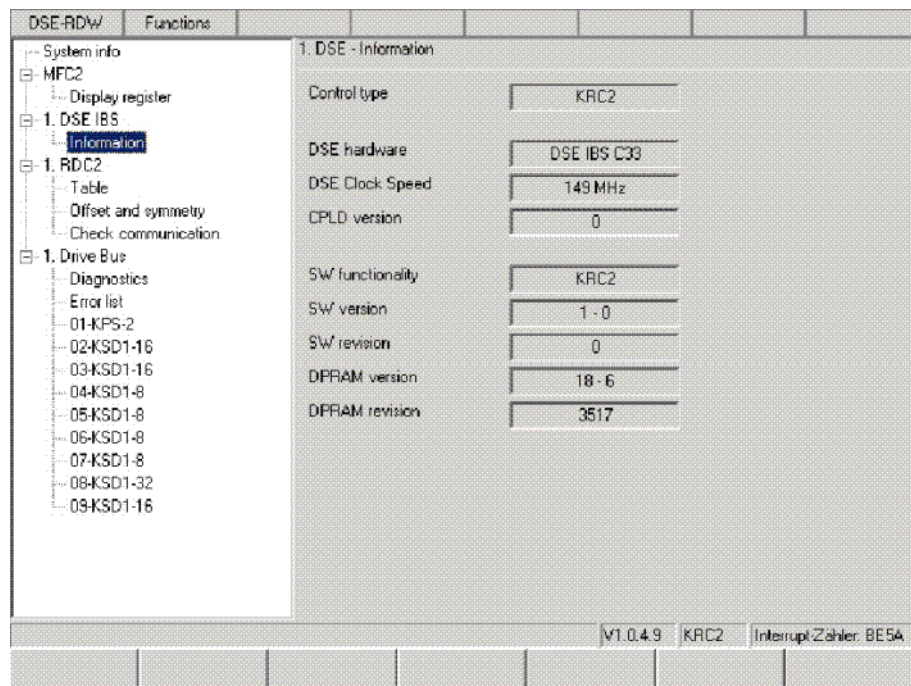 DSE-RDW Functions
System info
MFC2
Display register
1. DSE IBS
Information
1. RDC2
Table
Offset and symmetry
Check communication
1. Drive Bus
Diagnostics
Error list
01-KPS-2
02-KSD1-16
03-KSD1-16
04-KSD1-8
05-KSD1-8
06-KSD1-8
07-KSD1-8
08-KSD1-32
09-KSD1-16
1. DSE - Information
Control type KRC2
DSE hardware DSE IBS C33
DSE Clock Speed 149 MHz
CPLD version 0
SW functionality KRC2
SW version 1 - 0
SW revision 0
DPRAM version 18 - 6
DPRAM revision 3517
V1.0.4.9 KRC2 Interrupt-Zähler: BE5A